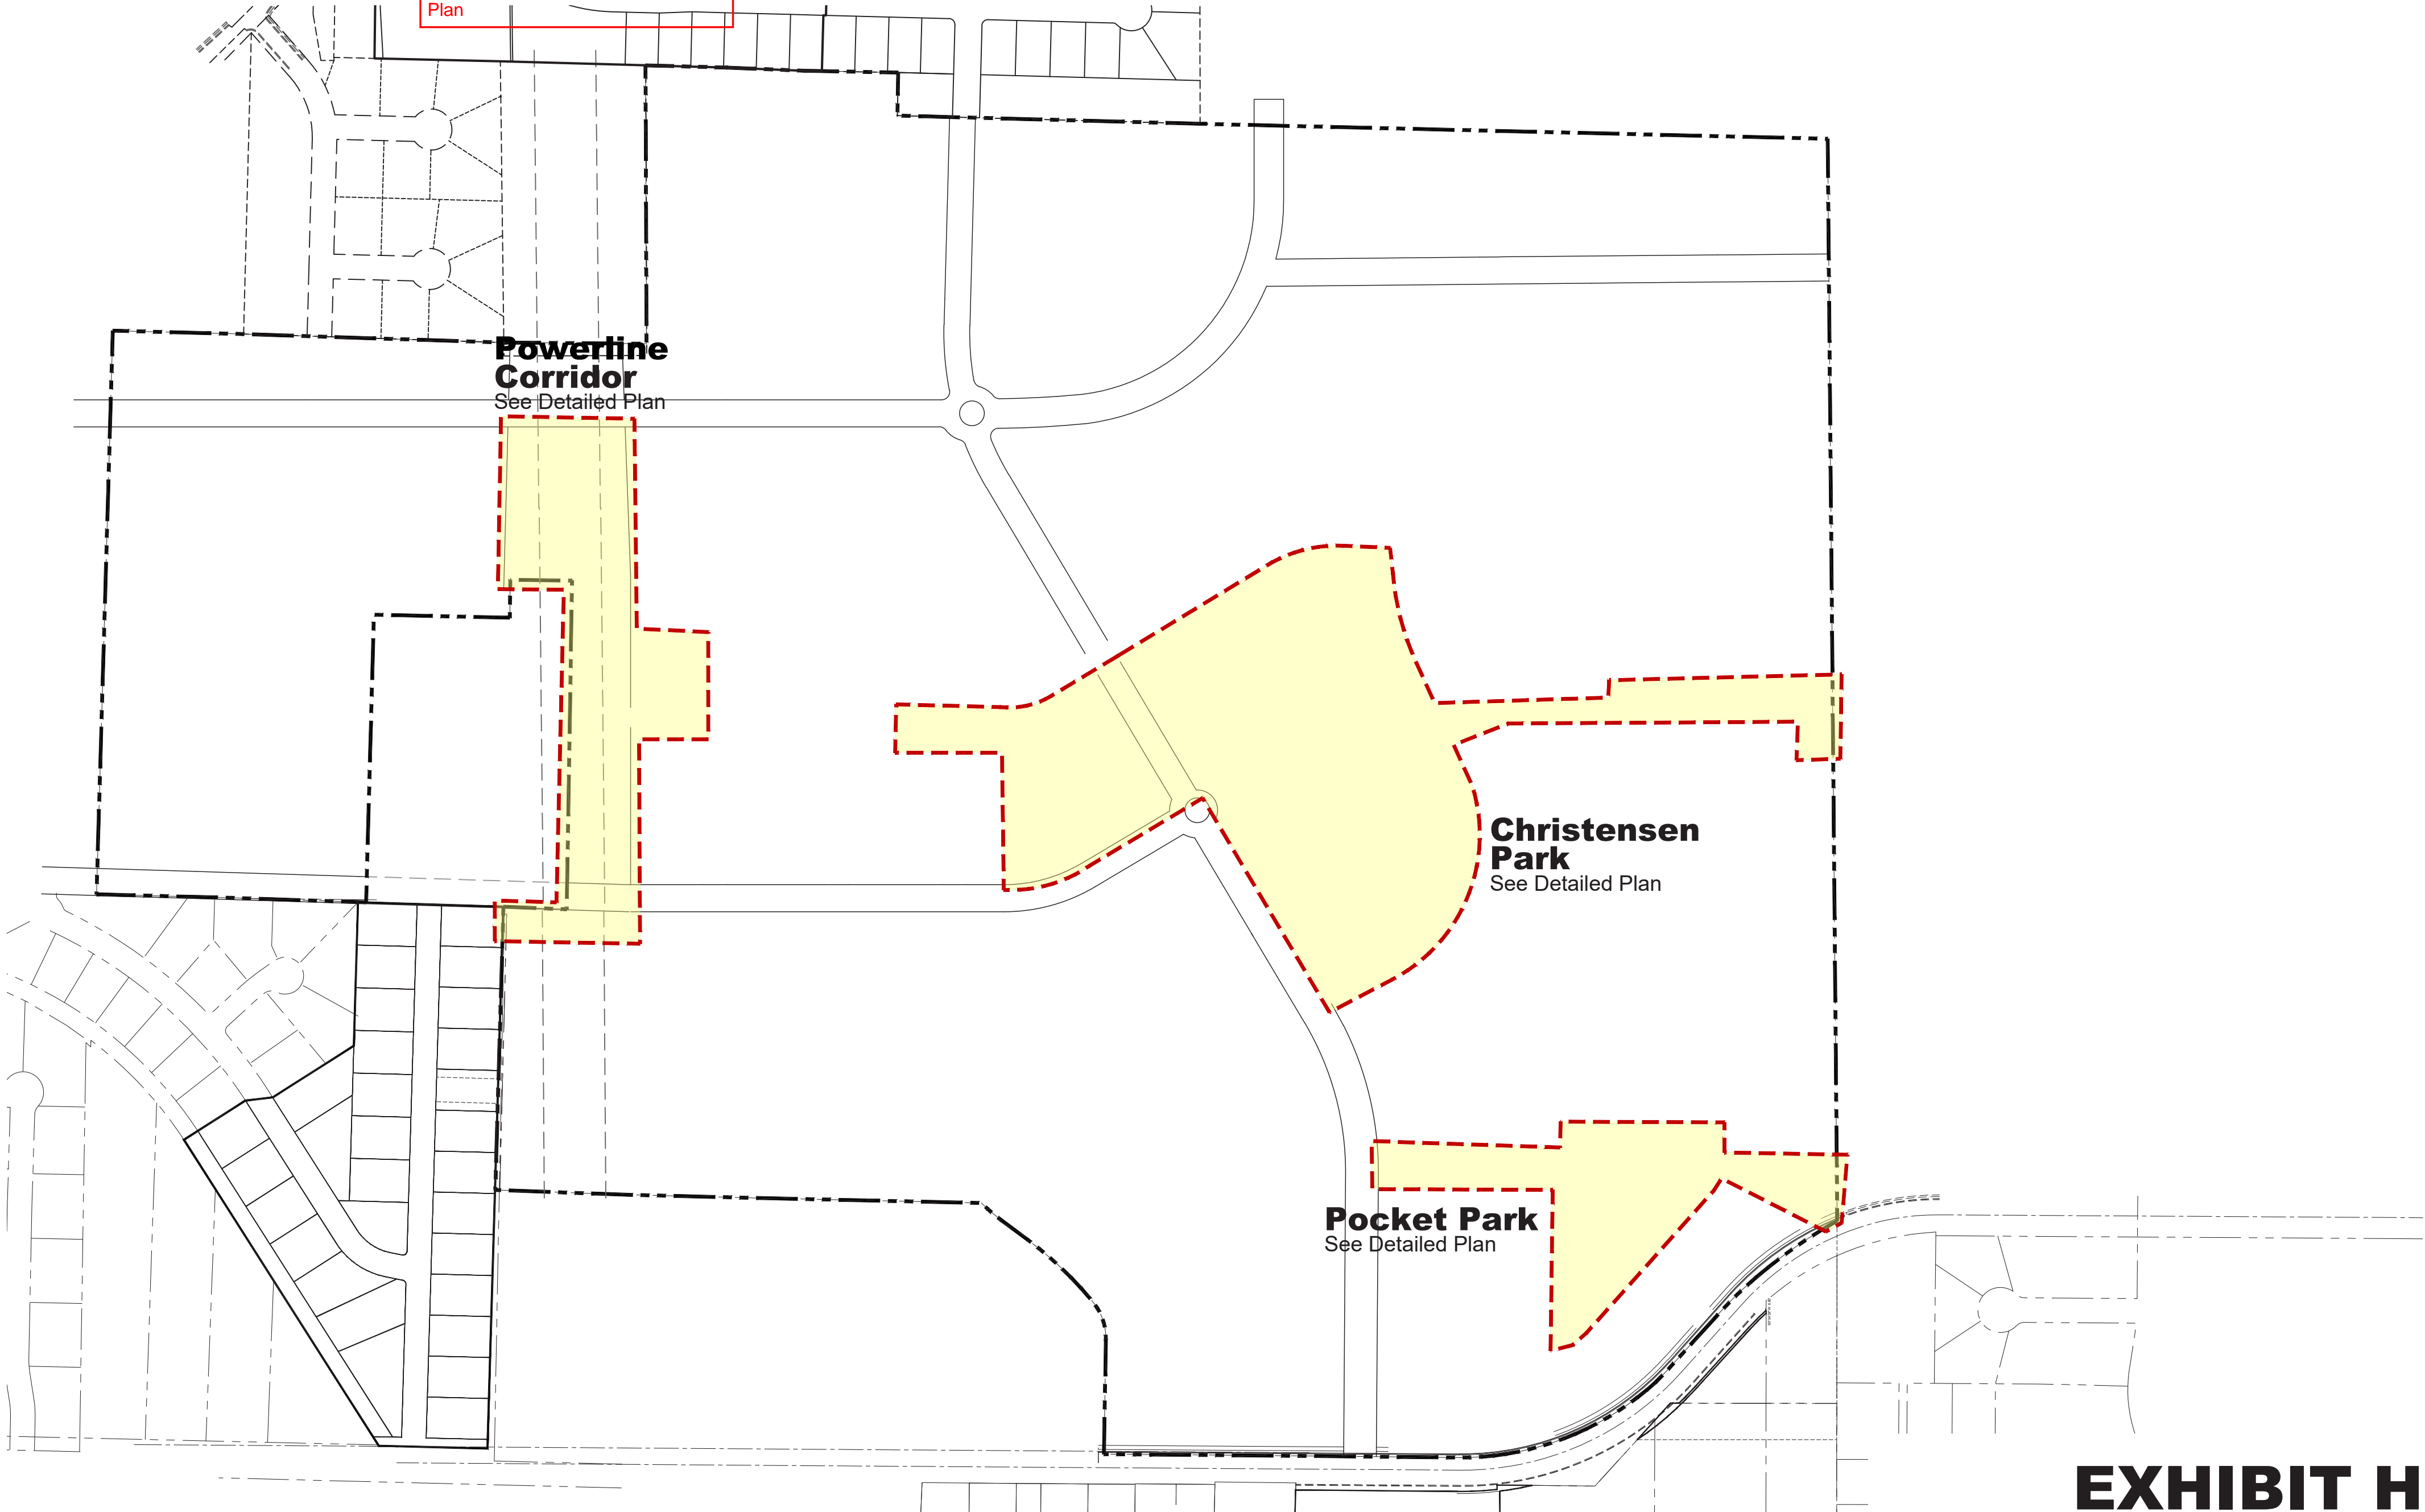 Plan
Powerline
Corridor
See Detailed Plan
Christensen
Park
See Detailed Plan
Pocket Park
See Detailed Plan
EXHIBIT H